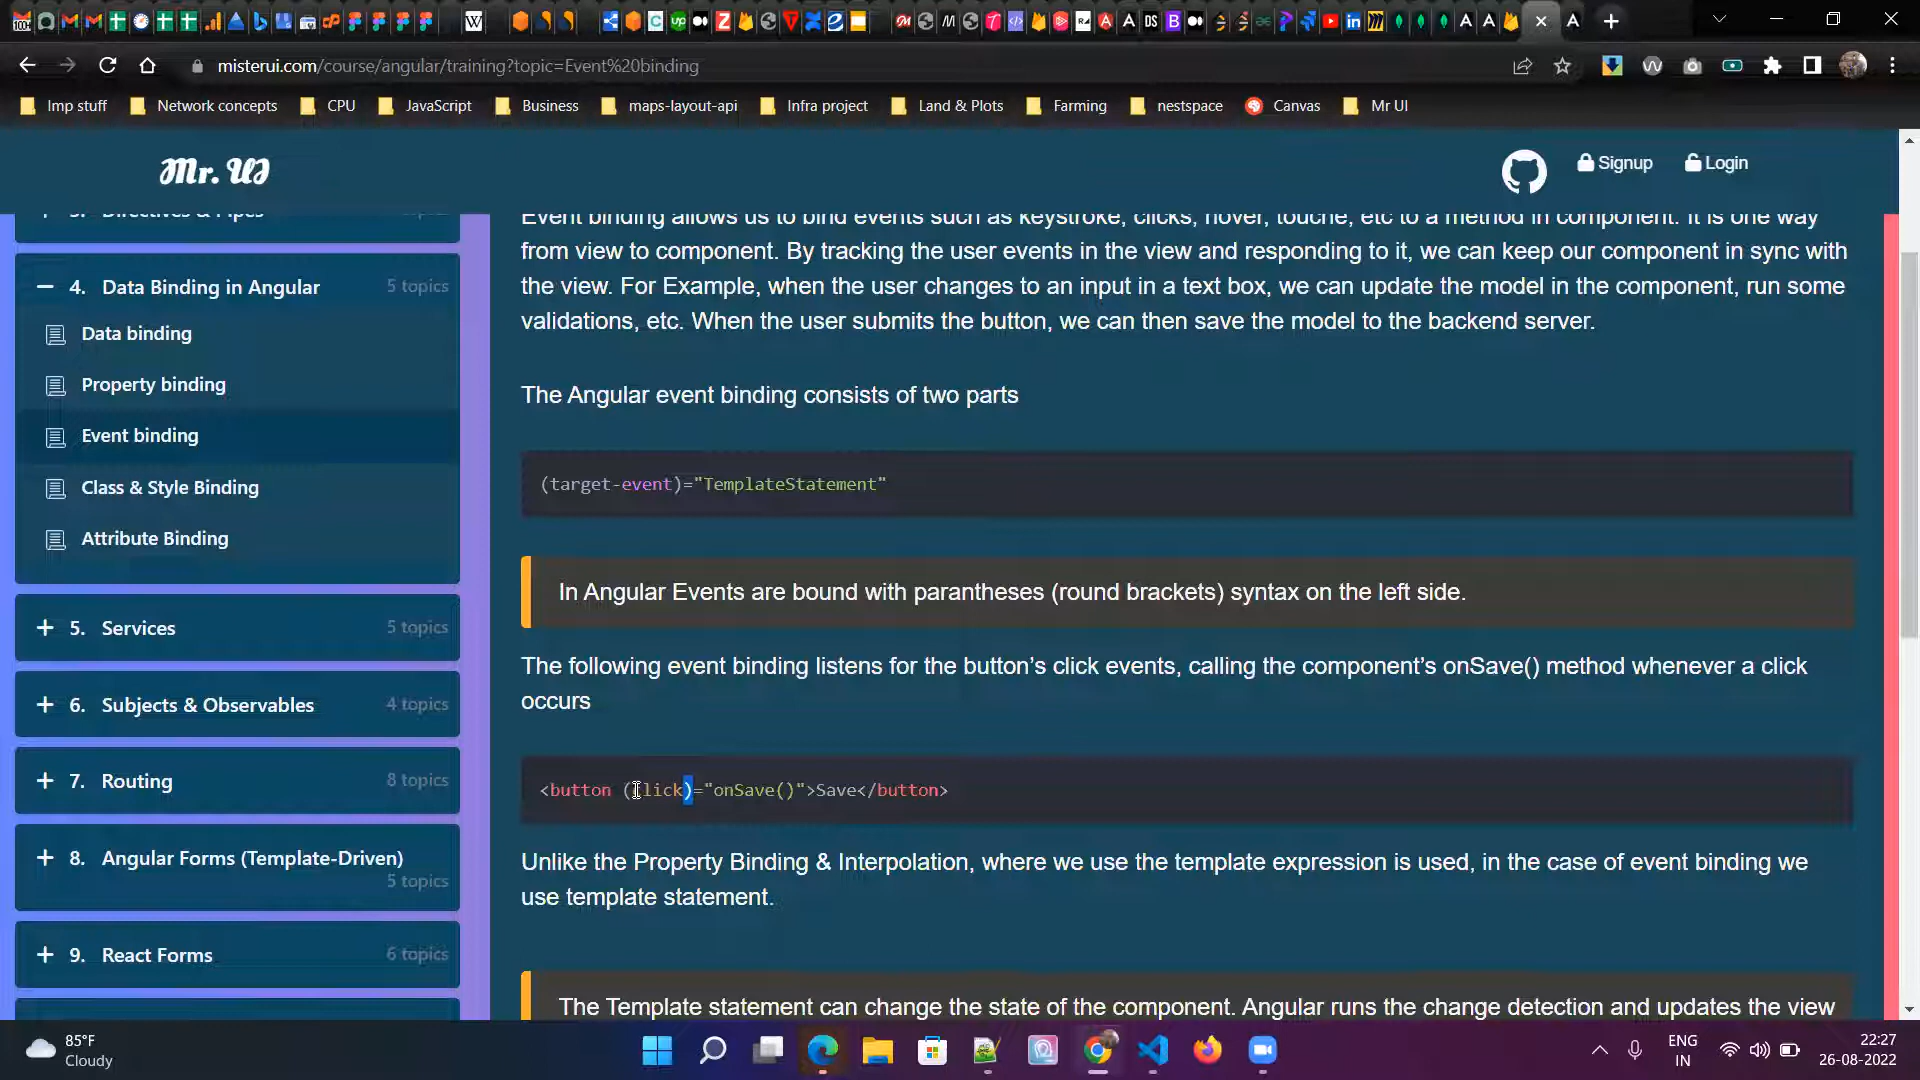 misterui.com/course/angular/training?topic=Event%20binding
Imp stuff
Network concepts
CPU
JavaScript
Business
maps-layout-api
Infra project
Land & Plots
Farming
nestspace
Canvas
Mr UI
Mr. UI
Signup
Login
3. Directives & Pipes
4. Data Binding in Angular
5 topics
Data binding
Property binding
Event binding
Class & Style Binding
Attribute Binding
5. Services
5 topics
6. Subjects & Observables
4 topics
7. Routing
8 topics
8. Angular Forms (Template-Driven)
5 topics
9. React Forms
6 topics
Event binding allows us to bind events such as keystroke, clicks, hover, touche, etc to a method in component. It is one way
from view to component. By tracking the user events in the view and responding to it, we can keep our component in sync with
the view. For Example, when the user changes to an input in a text box, we can update the model in the component, run some
validations, etc. When the user submits the button, we can then save the model to the backend server.
The Angular event binding consists of two parts
(target-event)="TemplateStatement"
In Angular Events are bound with parantheses (round brackets) syntax on the left side.
The following event binding listens for the button's click events, calling the component's onSave() method whenever a click
occurs
<button (click)="onSave()">Save</button>
Unlike the Property Binding & Interpolation, where we use the template expression is used, in the case of event binding we
use template statement.
The Template statement can change the state of the component. Angular runs the change detection and updates the view
85°F
Cloudy
ENG
IN
22:27
26-08-2022